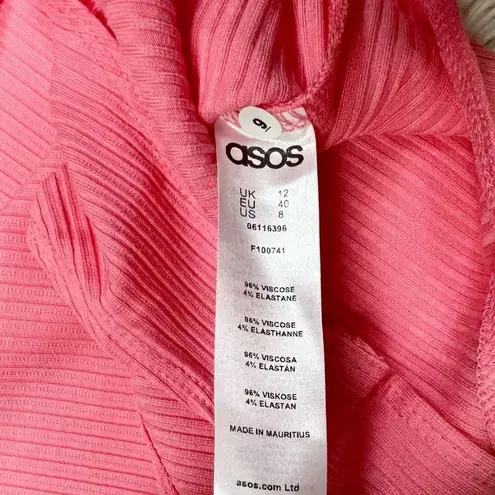 9
asos
UK 12
EU 40
US 8
06116396
F100741
96% VISCOSE
4% ELASTANE
96% VISCOSE
4% ELASTHANNE
96% VISCOSA
4% ELASTÁN
96% VISKOSE
4% ELASTAN
MADE IN MAURITIUS
asos.com Ltd